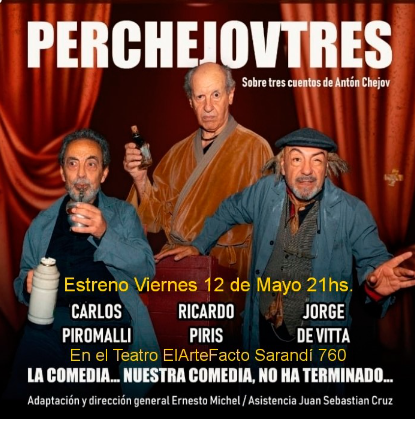 PERCHEJOVTRES
Sobre tres cuentos de Antón Chejov
Estreno Viernes 12 de Mayo 21hs.
CARLOS RICARDO JORGE
PIROMALLI PIRIS DE VITTA
En el Teatro ElArteFacto Sarandí 760
LA COMEDIA... NUESTRA COMEDIA, NO HA TERMINADO...
Adaptación y dirección general Ernesto Michel / Asistencia Juan Sebastian Cruz